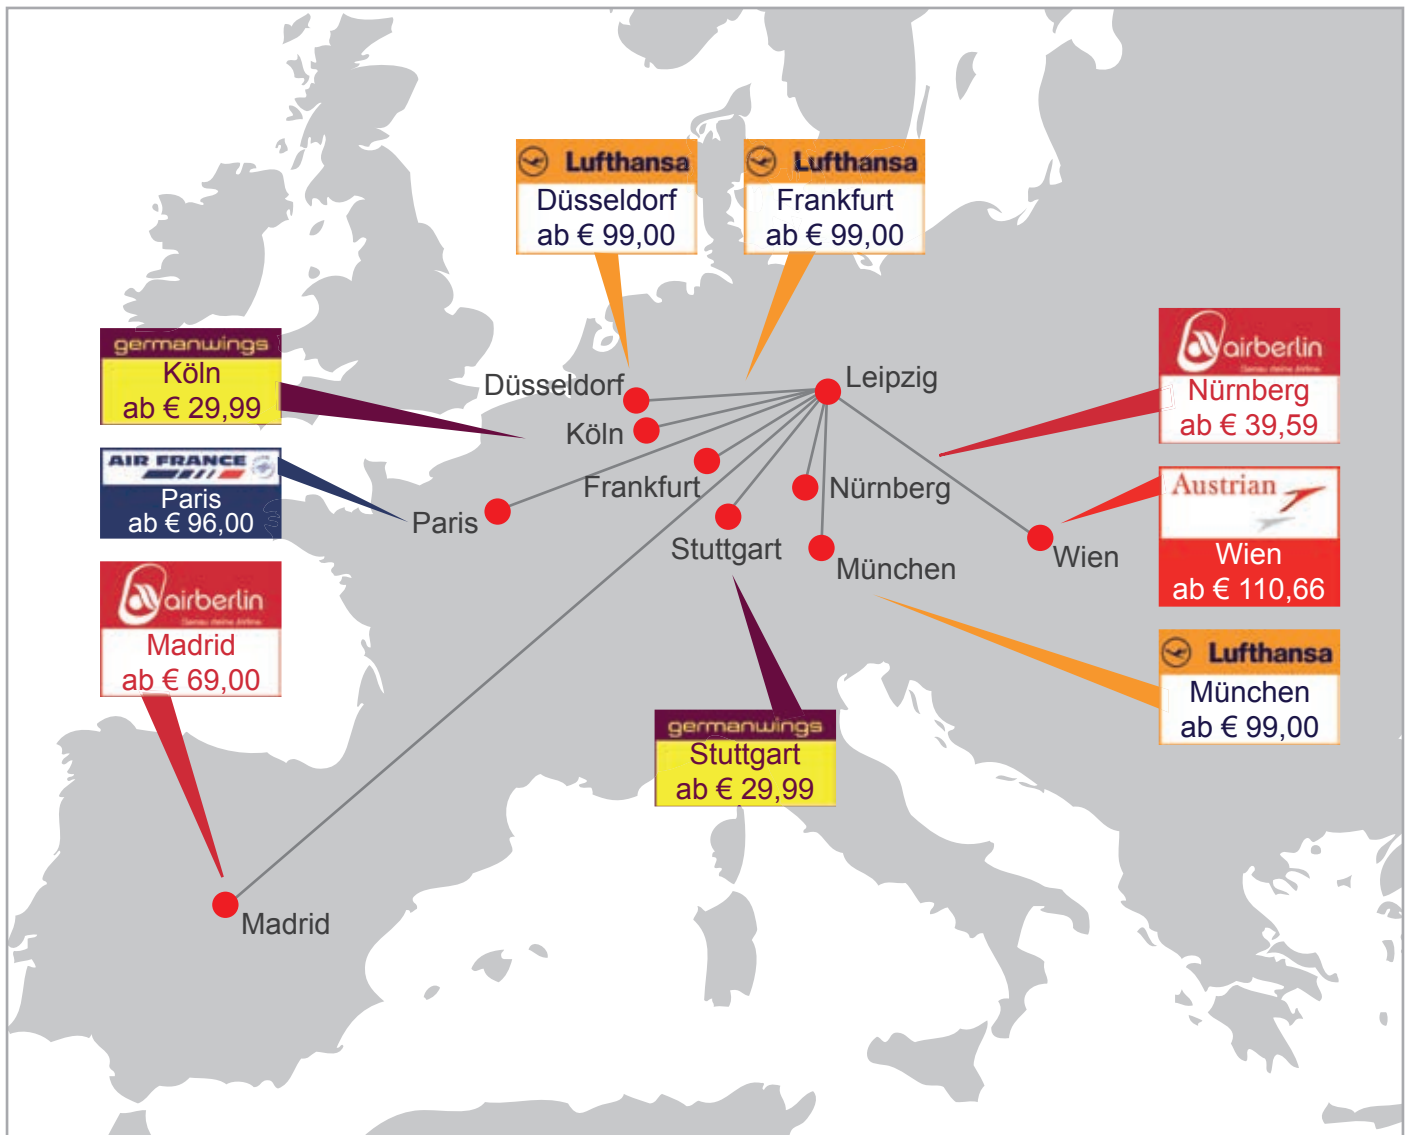 Lufthansa
Düsseldorf
ab € 99,00
Lufthansa
Frankfurt
ab € 99,00
germanwings
Köln
ab € 29,99
AIR FRANCE
Paris
ab € 96,00
airberlin
Madrid
ab € 69,00
airberlin
Nürnberg
ab € 39,59
Austrian
Wien
ab € 110,66
Lufthansa
München
ab € 99,00
germanwings
Stuttgart
ab € 29,99
Düsseldorf
Leipzig
Köln
Frankfurt
Nürnberg
Paris
Stuttgart
München
Wien
Madrid